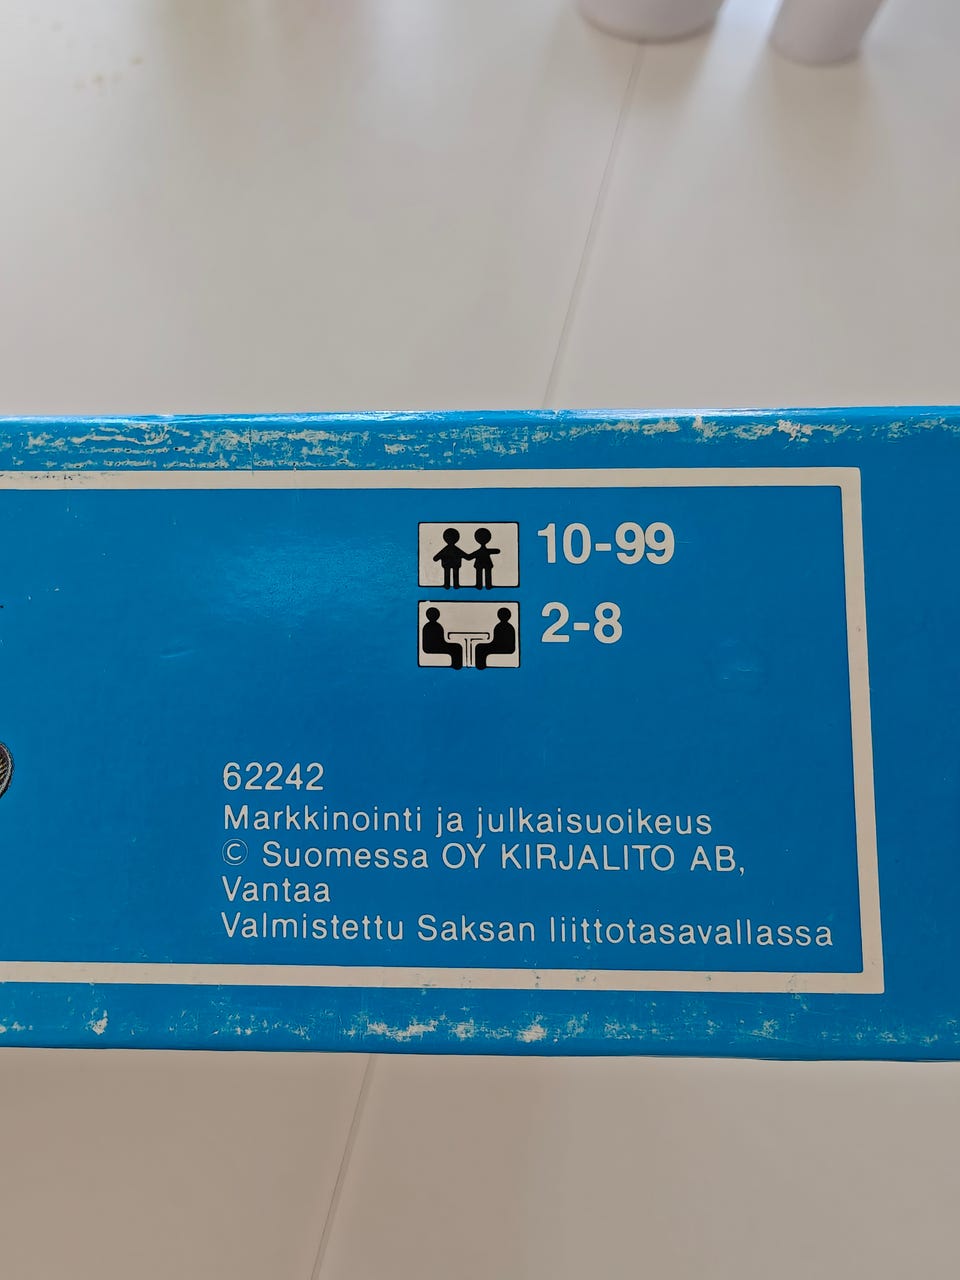 10-99
2-8
62242
Markkinointi ja julkaisuoikeus
© Suomessa OY KIRJALITO AB,
Vantaa
Valmistettu Saksan liittotasavallassa